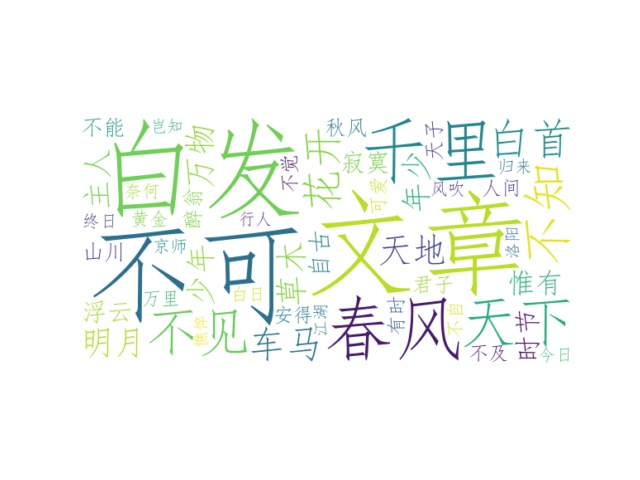 不能
岂知
秋风
天子
千里
白首
主人
白发
万物
不觉
花开
寂寞
年少
归来
奈何
可爱
风吹
人间
不知
终日
黄金
醉翁
行人
不可
文章
天地
洛阳
山川
京师
少年
草木
自古
君子
惟有
万里
白日
浮云
安得
江湖
有时
不自
时节
明月
憔悴
不见
车马
春风
天下
不及
今日